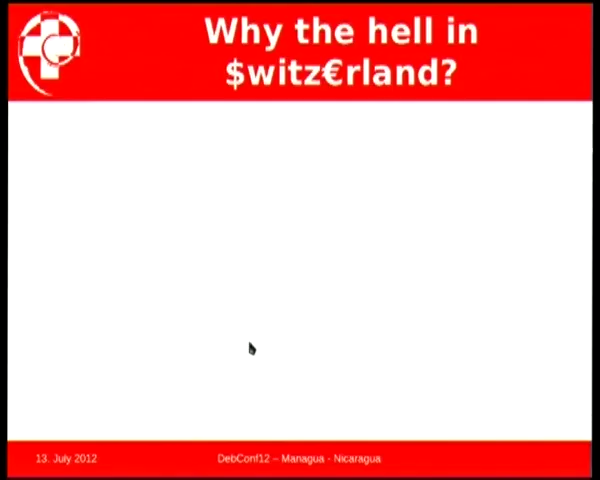 Why the hell in
$witz€rland?
13. July 2012
DebConf12 – Managua - Nicaragua